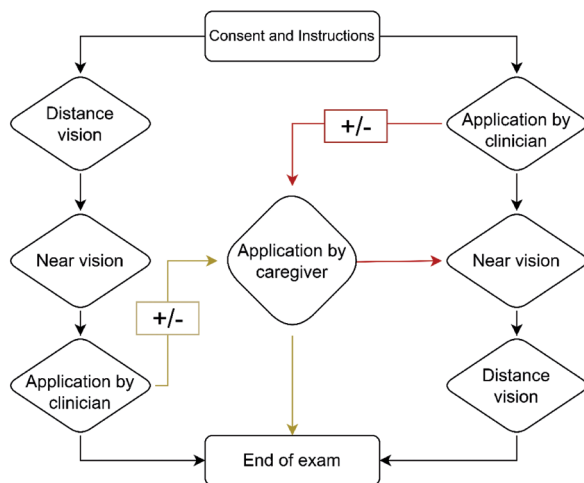 Consent and Instructions
Distance
vision
+/-
Application by
clinician
Near vision
Application by
caregiver
Near vision
+/-
Application by
clinician
Distance
vision
End of exam